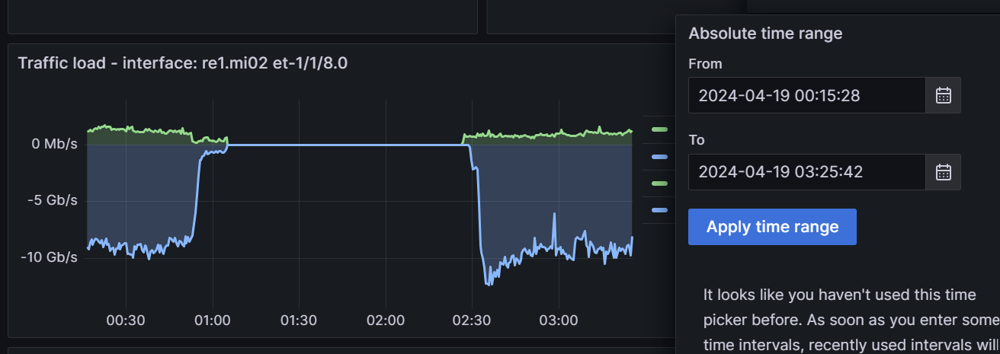 Traffic load - interface: re1.mi02 et-1/1/8.0
0 Mb/s
-5 Gb/s
-10 Gb/s
00:30 01:00 01:30 02:00 02:30 03:00
Absolute time range
From
2024-04-19 00:15:28
To
2024-04-19 03:25:42
Apply time range
It looks like you haven't used this time
picker before. As soon as you enter some
time intervals, recently used intervals will